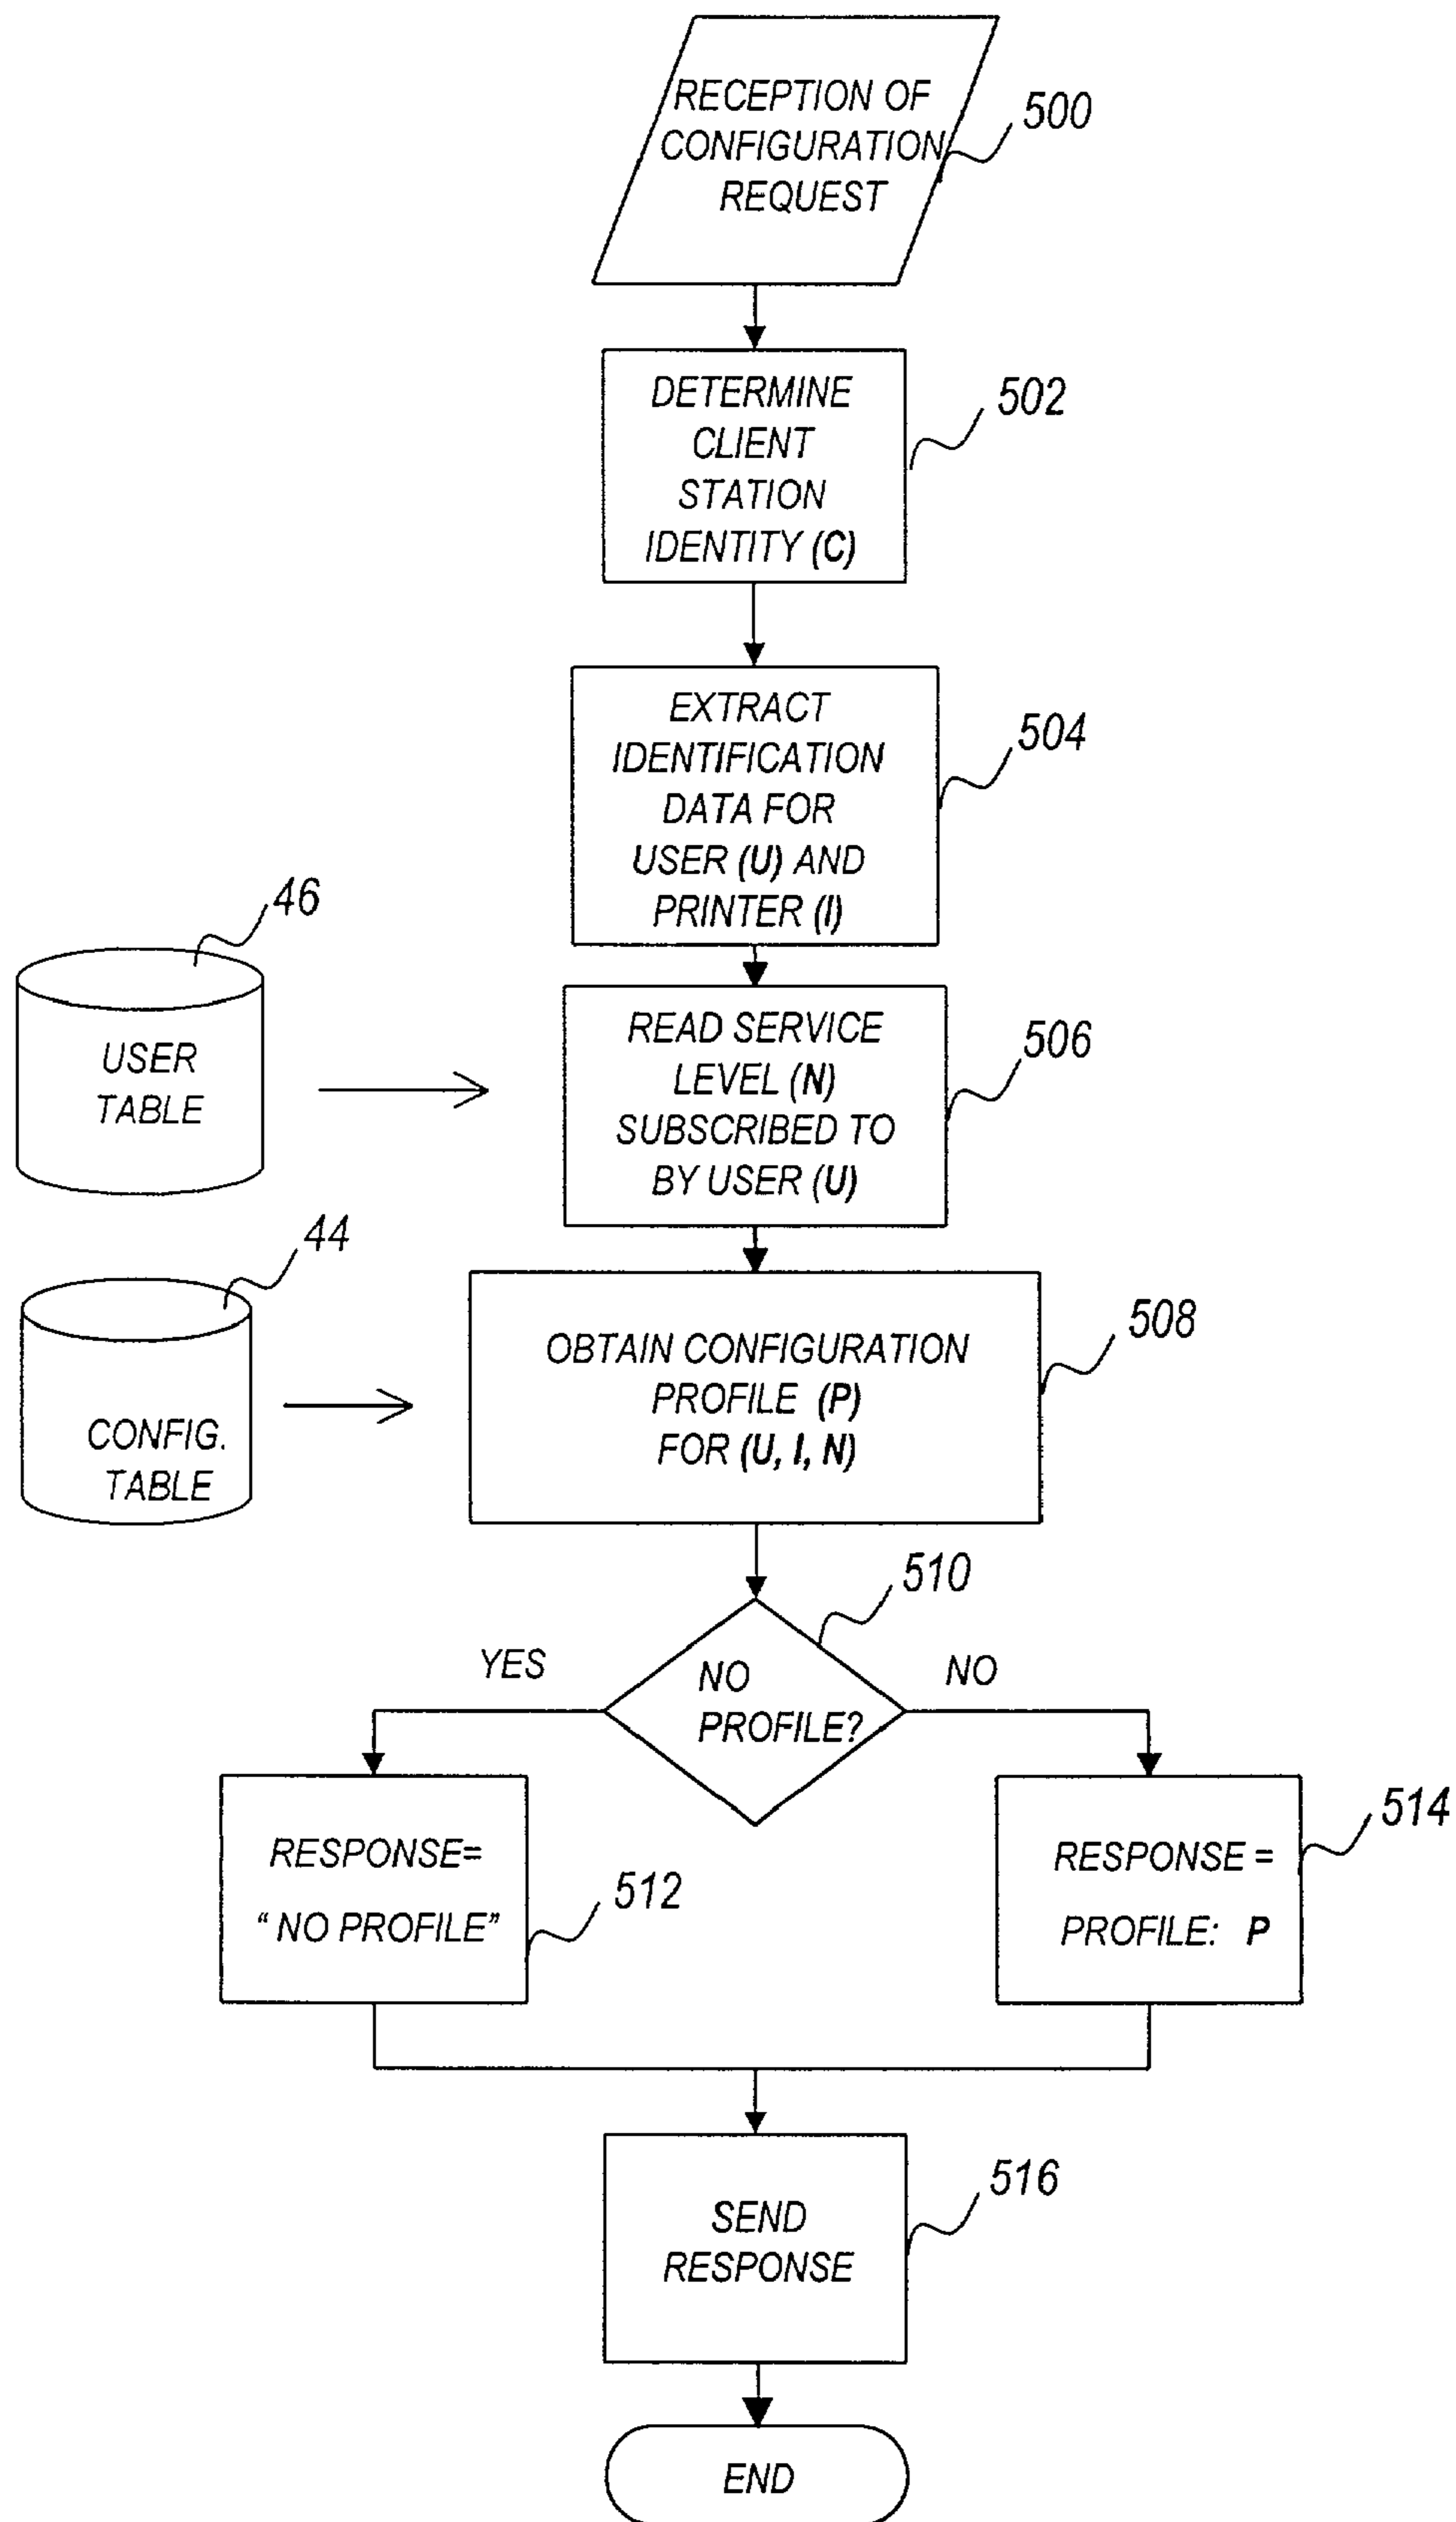 RECEPTION OF
CONFIGURATION
REQUEST
500
DETERMINE
CLIENT
STATION
IDENTITY (C)
502
EXTRACT
IDENTIFICATION
DATA FOR
USER (U) AND
PRINTER (I)
504
46
USER
TABLE
READ SERVICE
LEVEL (N)
SUBSCRIBED TO
BY USER (U)
506
44
CONFIG.
TABLE
OBTAIN CONFIGURATION
PROFILE (P)
FOR (U, I, N)
508
510
YES
NO
PROFILE?
NO
RESPONSE=
“ NO PROFILE”
512
RESPONSE =
PROFILE: P
514
SEND
RESPONSE
516
END